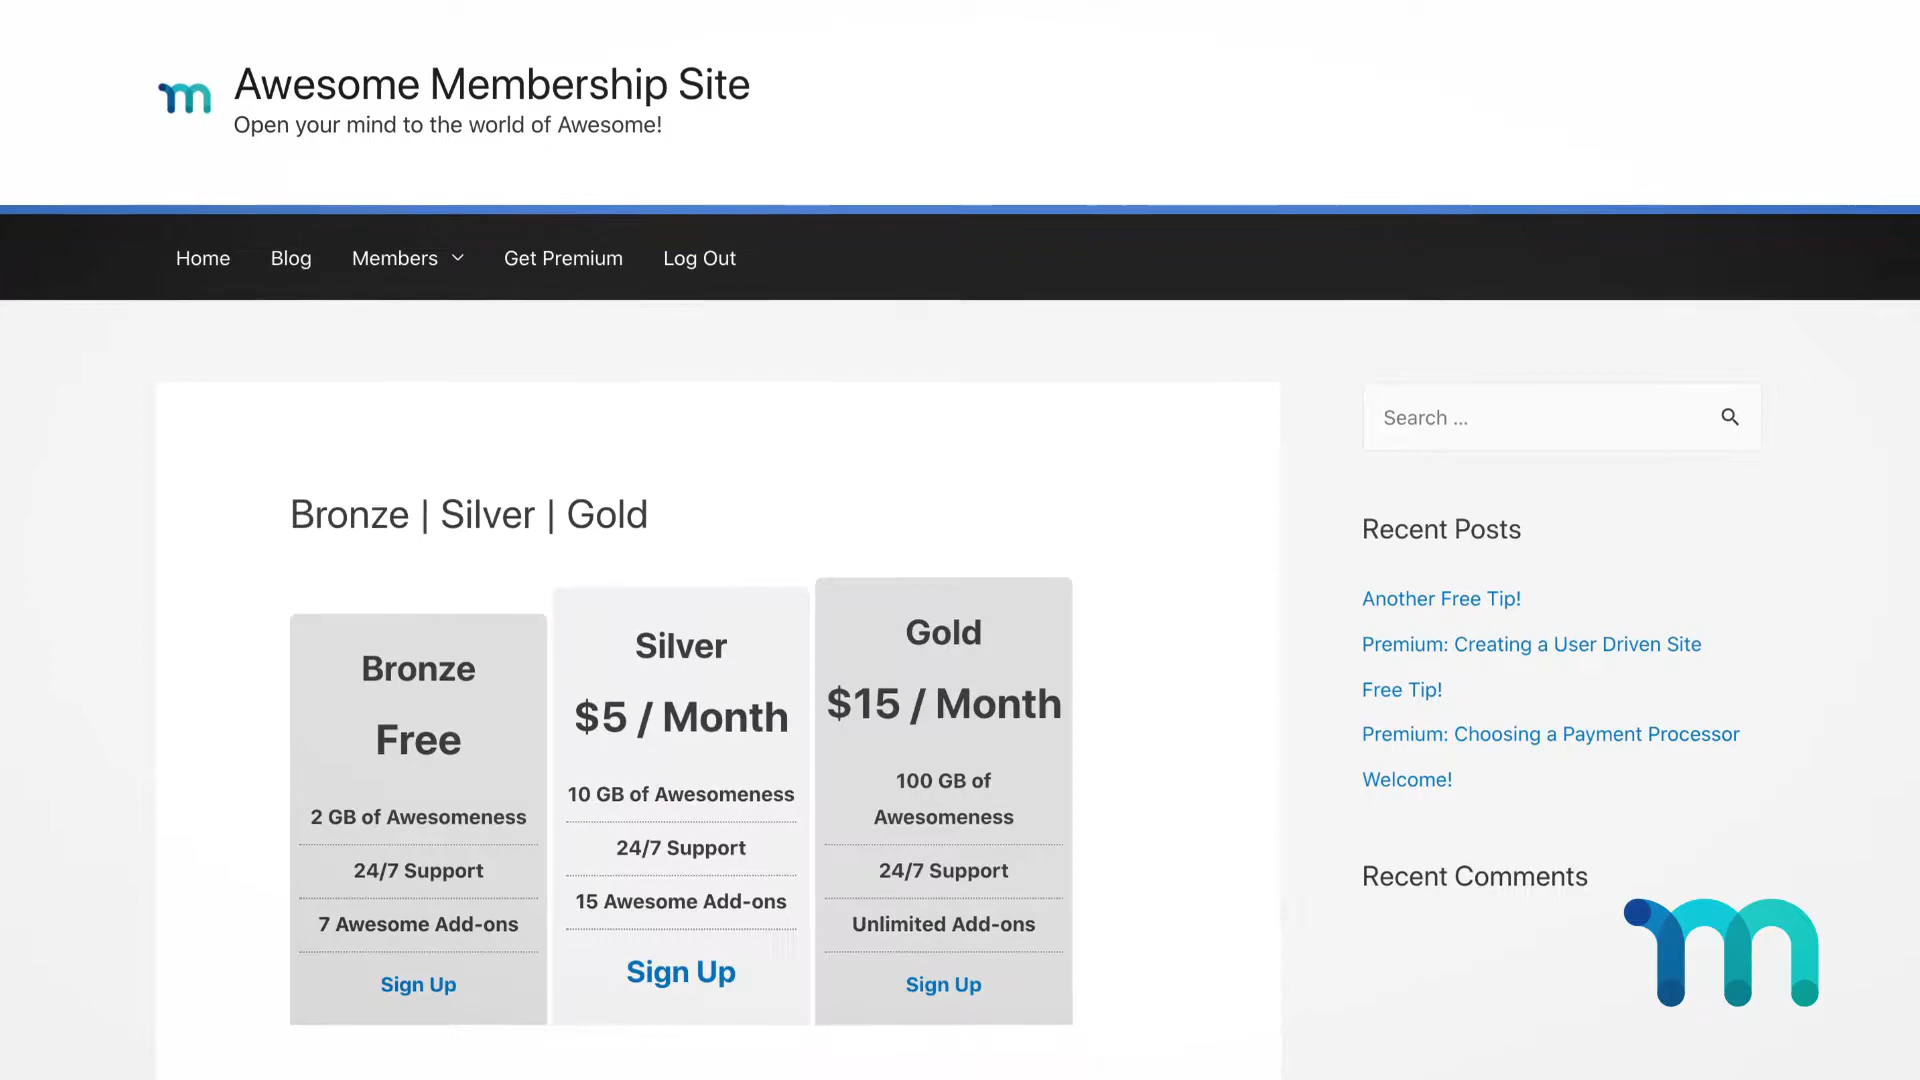 Awesome Membership Site
Open your mind to the world of Awesome!
Home
Blog
Members
Get Premium
Log Out
Bronze | Silver | Gold
Bronze
Free
2 GB of Awesomeness
24/7 Support
7 Awesome Add-ons
Sign Up
Silver
$5 / Month
10 GB of Awesomeness
24/7 Support
15 Awesome Add-ons
Sign Up
Gold
$15 / Month
100 GB of
Awesomeness
24/7 Support
Unlimited Add-ons
Sign Up
Search ...
Recent Posts
Another Free Tip!
Premium: Creating a User Driven Site
Free Tip!
Premium: Choosing a Payment Processor
Welcome!
Recent Comments